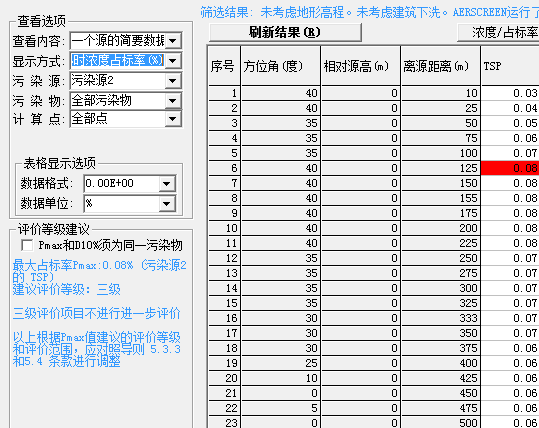 筛选结果: 未考虑地形高程。未考虑建筑下洗。AERSCREEN运行了
查看选项
查看内容: 一个源的简要数据
显示方式: 时浓度占标率(%)
污 染 源: 污染源2
污 染 物: 全部污染物
计 算 点: 全部点
表格显示选项
数据格式: 0.00E+00
数据单位: %
评价等级建议
Pmax和D10%须为同一污染物
最大占标率Pmax:0.08% (污染源2
的 TSP)
建议评价等级: 三级
三级评价项目不进行进一步评价
以上根据Pmax值建议的评价等级
和评价范围，应对照导则 5.3.3
和5.4 条款进行调整
刷新结果(R) 浓度/占标率
序号 方位角(度) 相对源高(m) 离源距离(m) TSP
1 40 0 10 0.03
2 40 0 25 0.04
3 35 0 50 0.05
4 35 0 75 0.06
5 35 0 100 0.07
6 40 0 125 0.08
7 40 0 150 0.08
8 40 0 155 0.08
9 40 0 175 0.08
10 40 0 200 0.08
11 40 0 225 0.08
12 35 0 250 0.07
13 35 0 275 0.07
14 35 0 300 0.07
15 35 0 325 0.07
16 30 0 333 0.07
17 30 0 350 0.07
18 30 0 375 0.06
19 25 0 400 0.06
20 10 0 425 0.06
21 0 0 450 0.06
22 5 0 475 0.06
23 0 0 500 0.06